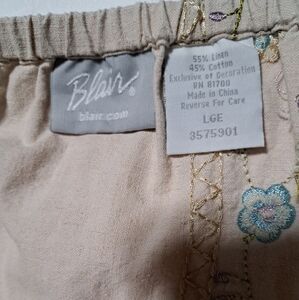 Blair®
blair.com
55% Linen
45% Cotton
Exclusive of Decoration
RN 81700
Made in China
Reverse For Care
LGE
3575901